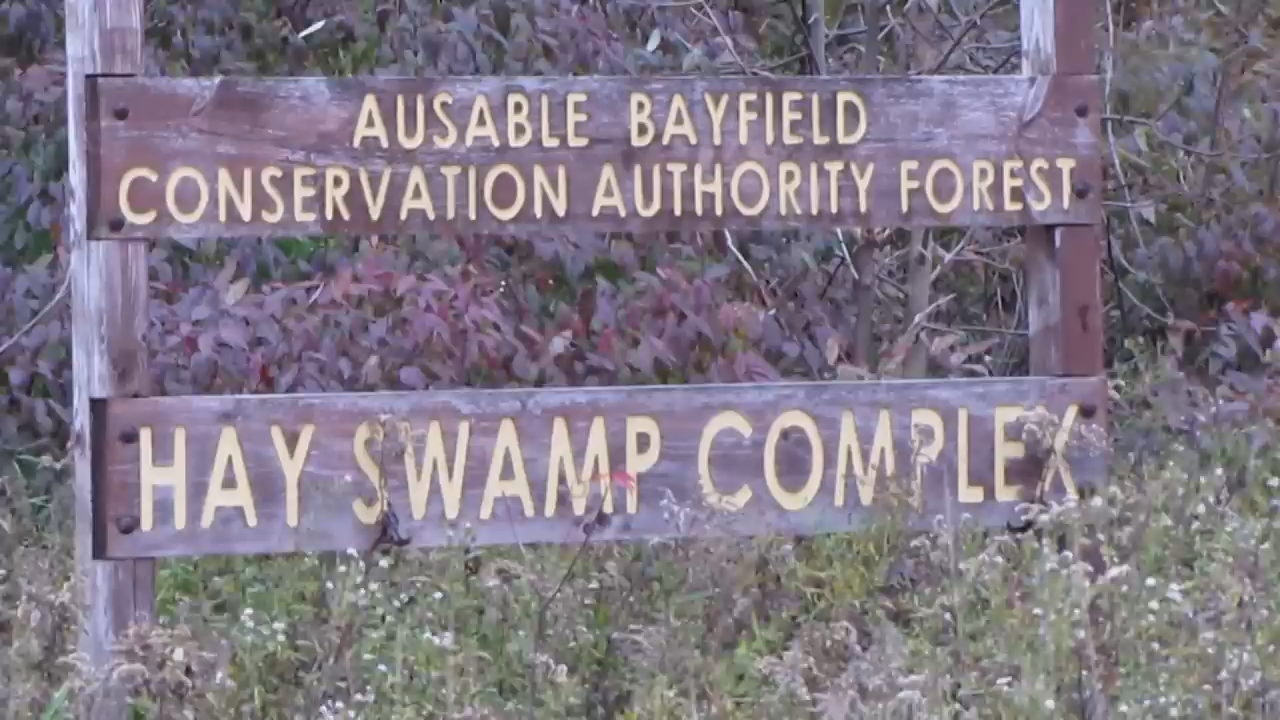 AUSABLE BAYFIELD
CONSERVATION AUTHORITY FOREST
HAY SWAMP COMPLEX